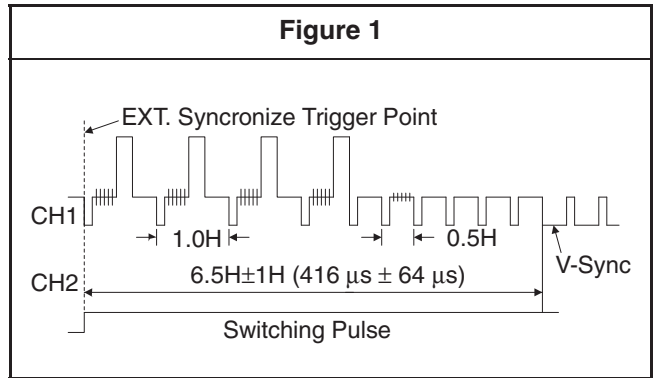 Figure 1
EXT. Syncronize Trigger Point
CH1
1.0H
0.5H
V-Sync
CH2
6.5H±1H (416 μs ± 64 μs)
Switching Pulse